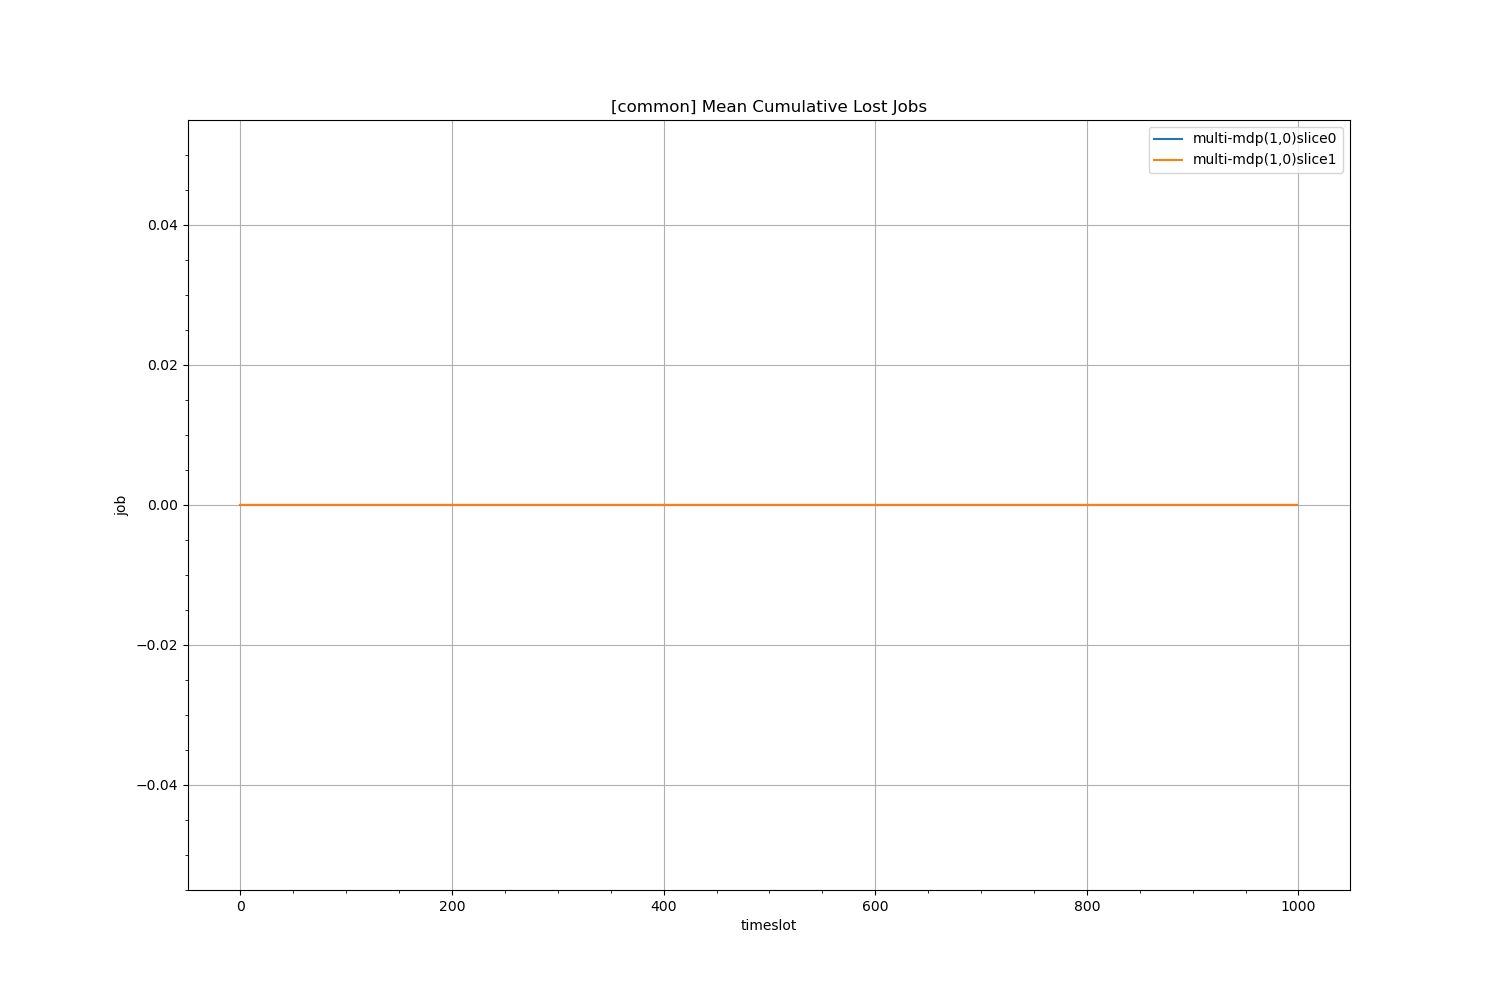 [common] Mean Cumulative Lost Jobs
multi-mdp(1,0)slice0
multi-mdp(1,0)slice1
0.04
0.02
0.00
−0.02
−0.04
job
0 200 400 600 800 1000
timeslot